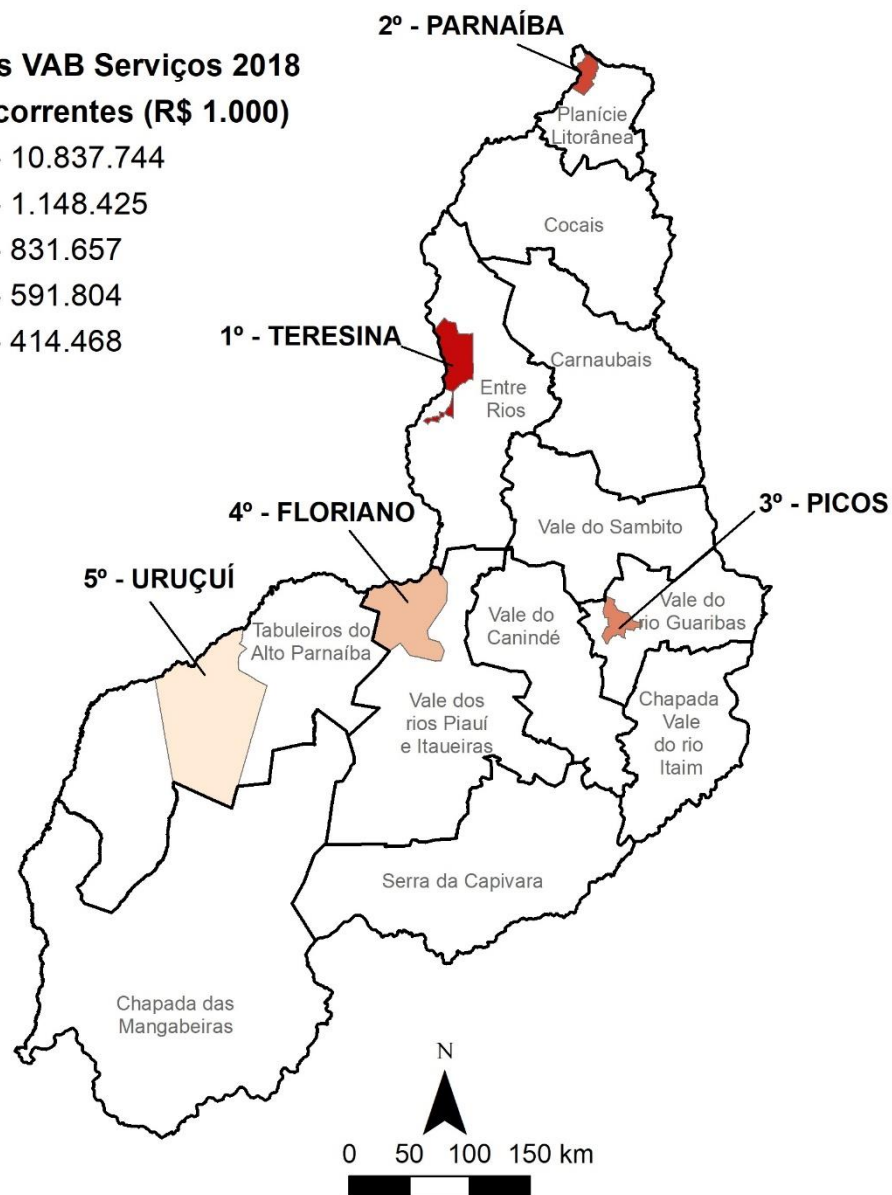 2º - PARNAÍBA
s VAB Serviços 2018
correntes (R$ 1.000)
10.837.744
1.148.425
831.657
591.804
414.468
Planície
Litorânea
Cocais
1º - TERESINA
Carnaubais
Entre
Rios
4º - FLORIANO
3º - PICOS
Vale do Sambito
5º - URUÇUÍ
Vale do
rio Guaribas
Tabuleiros do
Alto Parnaíba
Vale do
Canindé
Vale dos
rios Piauí
e Itaueiras
Chapada
Vale
do rio
Itaim
Serra da Capivara
Chapada das
Mangabeiras
N
0 50 100 150 km